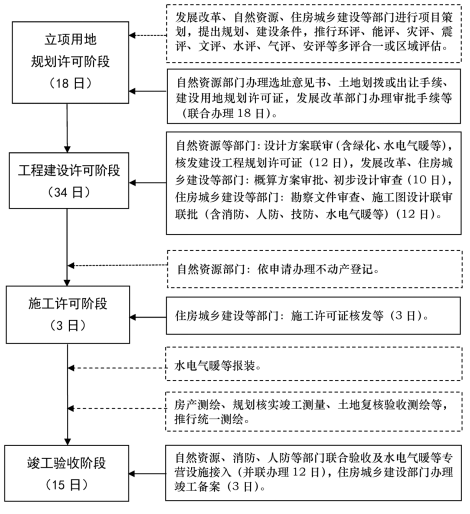 发展改革、自然资源、住房城乡建设等部门进行项目策
划，提出规划、建设条件，推行环评、能评、灾评、震
评、文评、水评、气评、安评等多评合一或区域评估。
立项用地
规划许可阶段
（18 日）
自然资源部门办理选址意见书、土地划拨或出让手续、
建设用地规划许可证，发展改革部门办理审批手续等
（联合办理 18 日）。
自然资源等部门：设计方案联审（含绿化、水电气暖等），
核发建设工程规划许可证（12 日），发展改革、住房城
乡建设等部门：概算方案审批、初步设计审查（10 日），
住房城乡建设等部门：勘察文件审查、施工图设计联审
联批（含消防、人防、技防、水电气暖等）（12 日）。
工程建设许可阶段
（34 日）
自然资源部门：依申请办理不动产登记。
施工许可阶段
（3 日）
住房城乡建设等部门：施工许可证核发等（3 日）。
水电气暖等报装。
房产测绘、规划核实竣工测量、土地复核验收测绘等，
推行统一测绘。
竣工验收阶段
（15 日）
自然资源、消防、人防等部门联合验收及水电气暖等专
营设施接入（并联办理 12 日），住房城乡建设部门办理
竣工备案（3 日）。